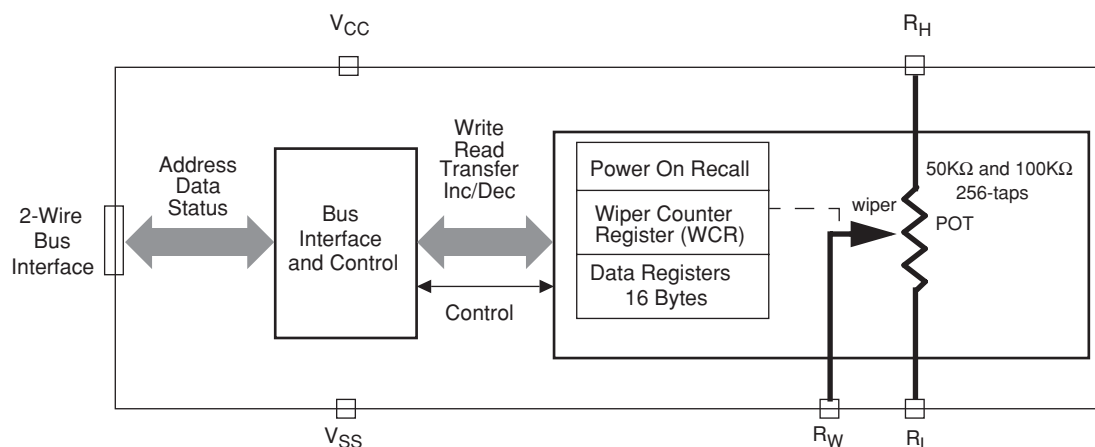 VCC
RH
Write
Read
Transfer
Inc/Dec
Address
Data
Status
2-Wire
Bus
Interface
Bus
Interface
and Control
Control
Power On Recall
Wiper Counter
Register (WCR)
Data Registers
16 Bytes
50KΩ and 100KΩ
256-taps
wiper
POT
VSS
RW